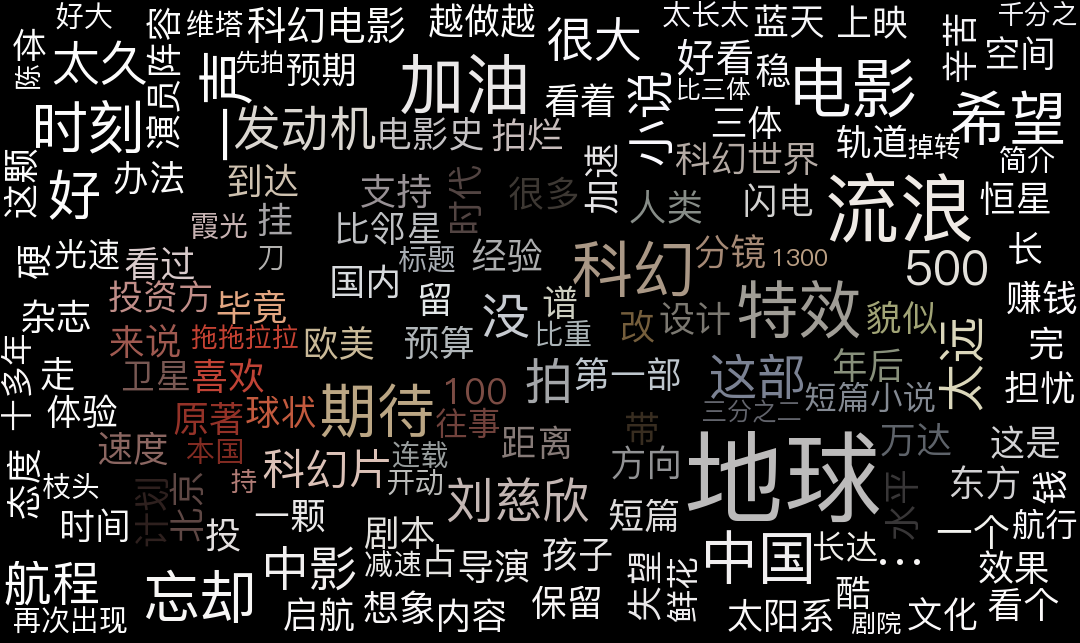 好大
维塔
科幻电影
越做越
很大
太长太
蓝天
上映
千分之
陈体
太久
演员阵容
一声
先拍
预期
加油
看着
小说
好看
比三体
稳
电影
辛苦
空间
时刻
发动机
电影史
拍烂
三体
轨道
掉转
希望
简介
这颗
好
办法
到达
支持
时代
很多
加速
人类
科幻世界
闪电
流浪
恒星
霞光
挂
比邻星
硬
光速
看过
刀
标题
经验
科幻
分镜
1300
500
长
国内
留
谱
杂志
投资方
毕竟
没
改
设计
特效
貌似
赚钱
来说
拖拖拉拉
欧美
预算
比重
太远
完
十多年
走
卫星
喜欢
100
拍
第一部
这部
年后
担忧
体验
原著
球状
期待
往事
带
三分之二
短篇小说
速度
本国
距离
万达
这是
态度
枝头
计划
北京
持
科幻片
连载
开动
方向
地球
水平
东方
钱
时间
投
一颗
刘慈欣
短篇
一个
航行
剧本
航程
忘却
中影
减速
占
导演
孩子
失望
鲜花
中国
长达
…
效果
再次出现
启航
想象
内容
保留
太阳系
酷
剧院
文化
看个